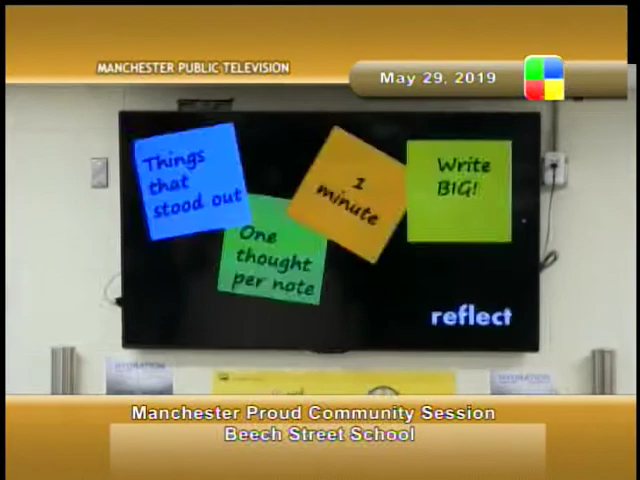 MANCHESTER PUBLIC TELEVISION
May 29, 2019
Things
that
stood out
One
thought
per note
1
minute
Write
BIG!
reflect
HYDRATION
Manchester Proud Community Session
Beech Street School